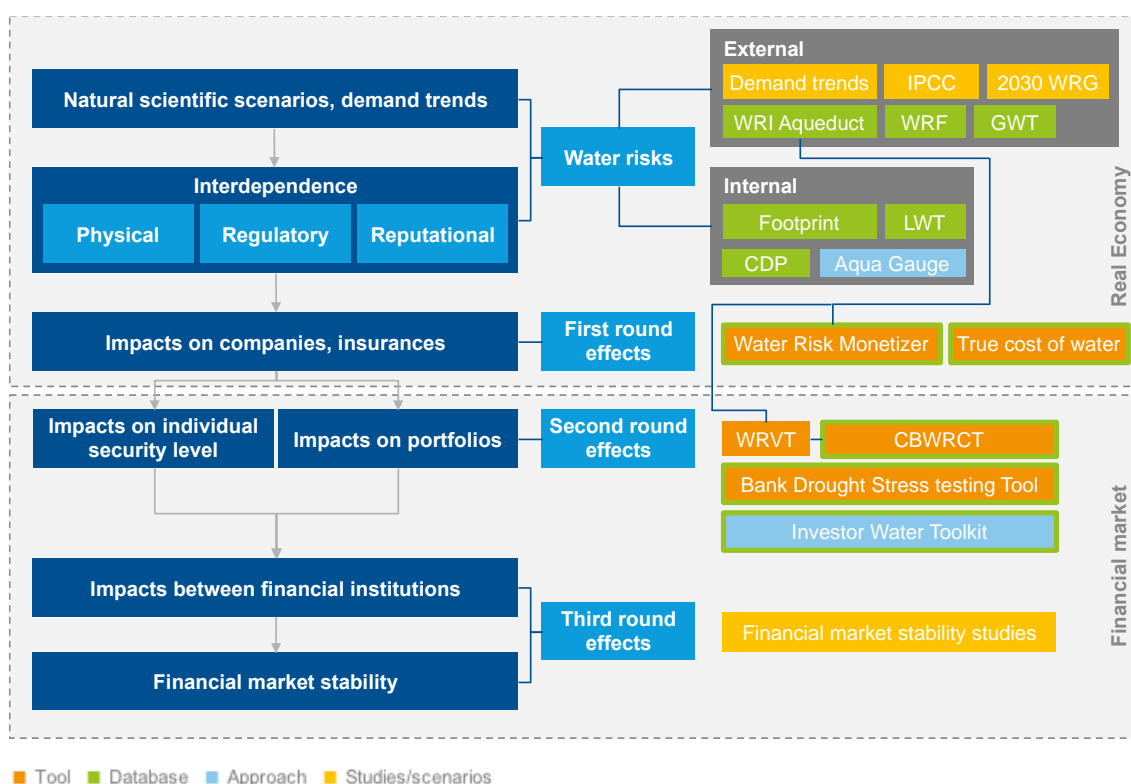 External
Demand trends
IPCC
2030 WRG
WRI Aqueduct
WRF
GWT
Natural scientific scenarios, demand trends
Water risks
Interdependence
Physical
Regulatory
Reputational
Internal
Footprint
LWT
CDP
Aqua Gauge
Real Economy
Impacts on companies, insurances
First round
effects
Water Risk Monetizer
True cost of water
Impacts on individual
security level
Impacts on portfolios
Second round
effects
WRVT
CBWRCT
Bank Drought Stress testing Tool
Investor Water Toolkit
Financial market
Impacts between financial institutions
Third round
effects
Financial market stability studies
Financial market stability
Tool
Database
Approach
Studies/scenarios